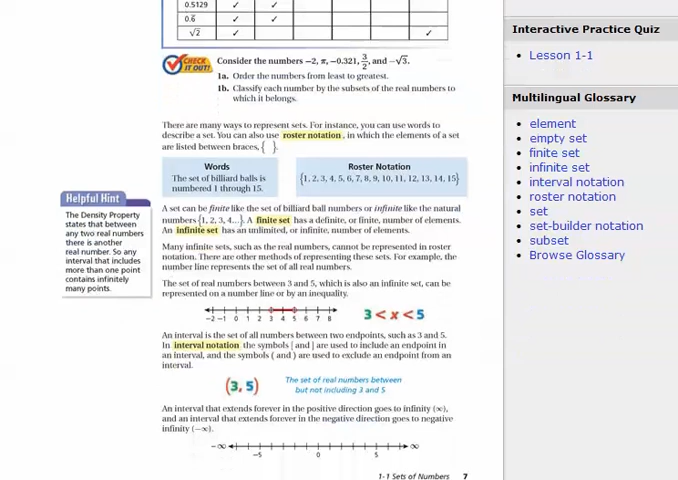 0.5129 ✓ ✓
0.6̄ ✓ ✓
√2 ✓ ✓
CHECK IT OUT!
Consider the numbers −2, π, −0.321, 3/2, and −√3.
1a. Order the numbers from least to greatest.
1b. Classify each number by the subsets of the real numbers to
which it belongs.
There are many ways to represent sets. For instance, you can use words to
describe a set. You can also use roster notation, in which the elements of a set
are listed between braces, { }.
Words
The set of billiard balls is
numbered 1 through 15.
Roster Notation
{1, 2, 3, 4, 5, 6, 7, 8, 9, 10, 11, 12, 13, 14, 15}
Helpful Hint
The Density Property
states that between
any two real numbers
there is another
real number. So any
interval that includes
more than one point
contains infinitely
many points.
A set can be finite like the set of billiard ball numbers or infinite like the natural
numbers {1, 2, 3, 4...}. A finite set has a definite, or finite, number of elements.
An infinite set has an unlimited, or infinite, number of elements.
Many infinite sets, such as the real numbers, cannot be represented in roster
notation. There are other methods of representing these sets. For example, the
number line represents the set of all real numbers.
The set of real numbers between 3 and 5, which is also an infinite set, can be
represented on a number line or by an inequality.
−2 −1 0 1 2 3 4 5 6 7 8
3 < x < 5
An interval is the set of all numbers between two endpoints, such as 3 and 5.
In interval notation the symbols [ and ] are used to include an endpoint in
an interval, and the symbols ( and ) are used to exclude an endpoint from an
interval.
(3, 5)
The set of real numbers between
but not including 3 and 5
An interval that extends forever in the positive direction goes to infinity (∞),
and an interval that extends forever in the negative direction goes to negative
infinity (−∞).
−∞ ∞
−5 0 5
1-1 Sets of Numbers 7
Interactive Practice Quiz
Lesson 1-1
Multilingual Glossary
element
empty set
finite set
infinite set
interval notation
roster notation
set
set-builder notation
subset
Browse Glossary